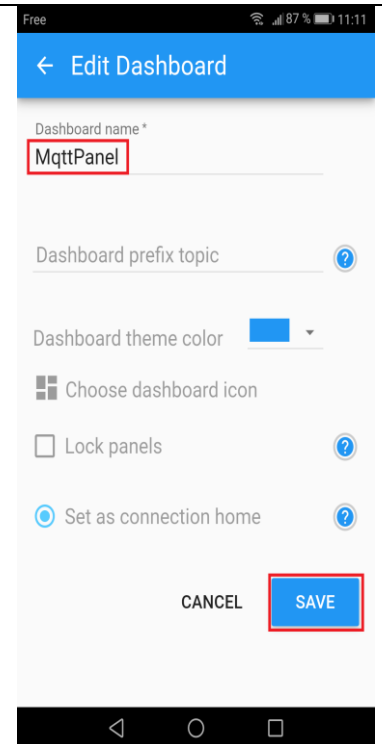 Free 87 % 11:11
Edit Dashboard
Dashboard name *
MqttPanel
Dashboard prefix topic ?
Dashboard theme color
Choose dashboard icon
Lock panels ?
Set as connection home ?
CANCEL SAVE